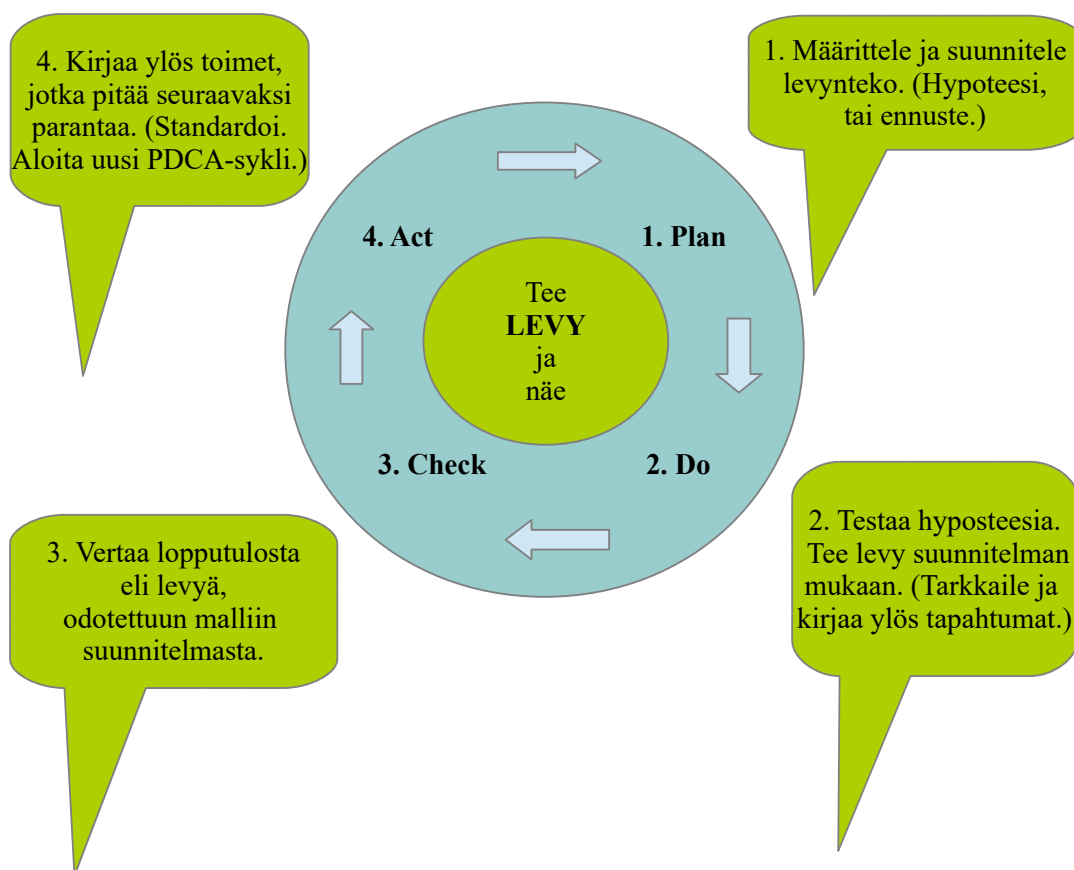 4. Kirjaa ylös toimet,
jotka pitää seuraavaksi
parantaa. (Standardoi.
Aloita uusi PDCA-sykli.)
1. Määrittele ja suunnitele
levynteko. (Hypoteesi,
tai ennuste.)
4. Act
1. Plan
Tee
LEVY
ja
näe
3. Check
2. Do
3. Vertaa lopputulosta
eli levyä,
odotettuun malliin
suunnitelmasta.
2. Testaa hyposteesia.
Tee levy suunnitelman
mukaan. (Tarkkaile ja
kirjaa ylös tapahtumat.)